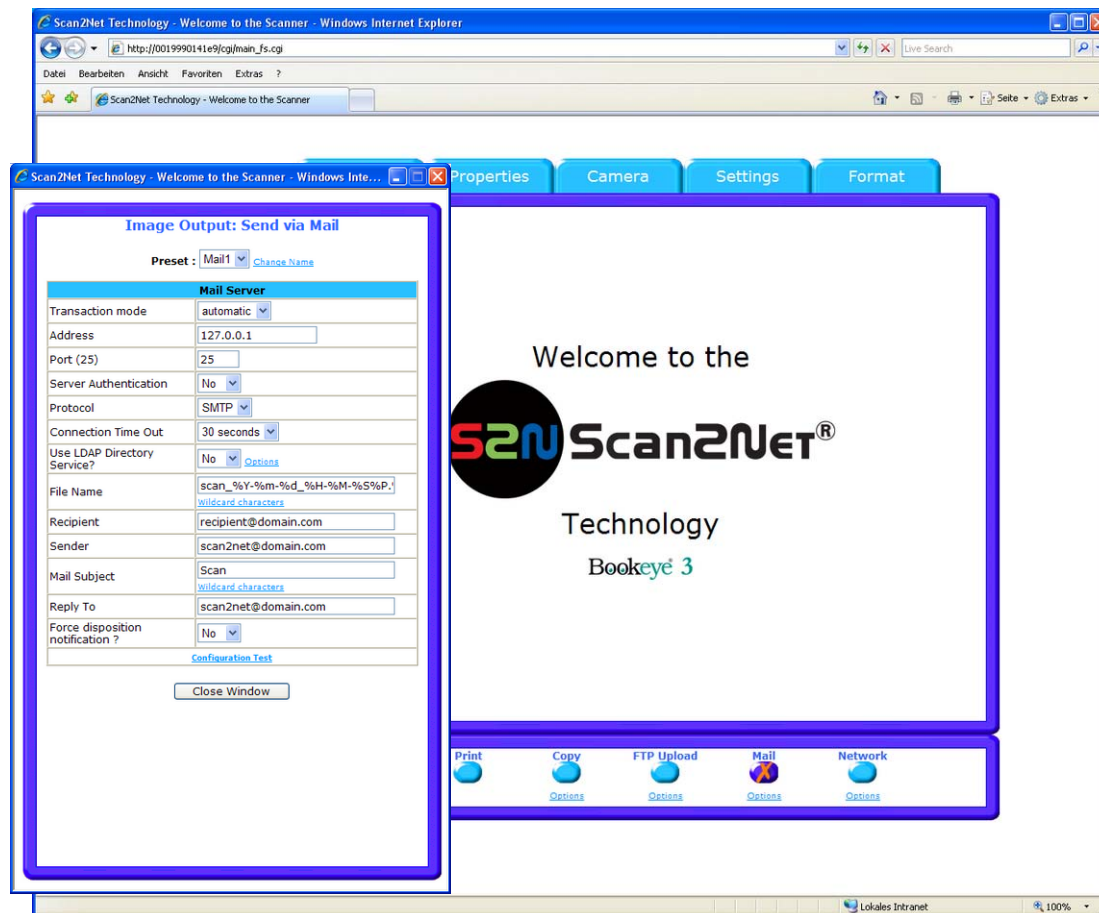 Scan2Net Technology - Welcome to the Scanner - Windows Internet Explorer
http://0019990141e9/cgi/main_fs.cgi
Live Search
Datei Bearbeiten Ansicht Favoriten Extras ?
Scan2Net Technology - Welcome to the Scanner
Seite Extras
Properties Camera Settings Format
Welcome to the
S2N Scan2Net®
Technology
Bookeye 3
Print Copy FTP Upload Mail Network
X
Options Options Options Options
Lokales Intranet 100%
Scan2Net Technology - Welcome to the Scanner - Windows Inte...
Image Output: Send via Mail
Preset : Mail1 Change Name
Mail Server
Transaction mode automatic
Address 127.0.0.1
Port (25) 25
Server Authentication No
Protocol SMTP
Connection Time Out 30 seconds
Use LDAP Directory
Service? No Options
File Name scan_%Y-%m-%d_%H-%M-%S%P.
Wildcard characters
Recipient recipient@domain.com
Sender scan2net@domain.com
Mail Subject Scan
Wildcard characters
Reply To scan2net@domain.com
Force disposition
notification ? No
Configuration Test
Close Window